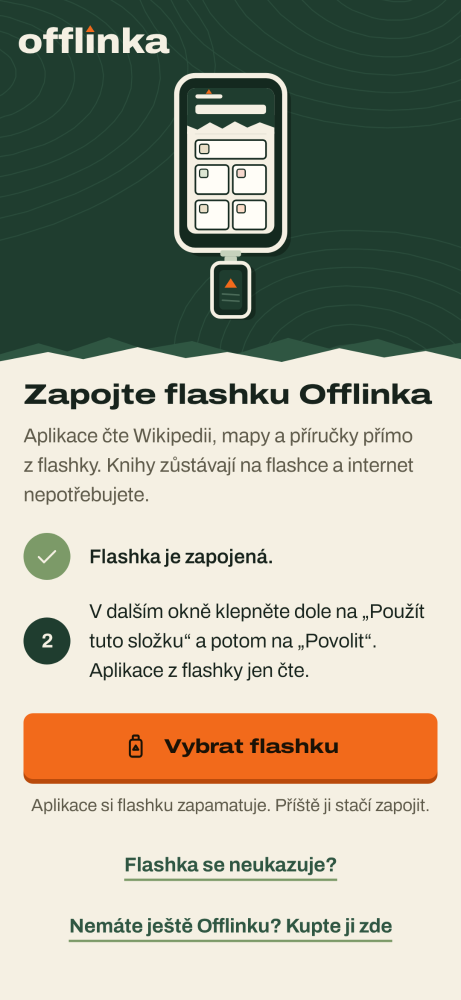 offlinka
Zapojte flashku Offlinka
Aplikace čte Wikipedii, mapy a příručky přímo
z flashky. Knihy zůstávají na flashce a internet
nepotřebujete.
Flashka je zapojená.
2
V dalším okně klepněte dole na „Použít
tuto složku“ a potom na „Povolit“.
Aplikace z flashky jen čte.
Vybrat flashku
Aplikace si flashku zapamatuje. Příště ji stačí zapojit.
Flashka se neukazuje?
Nemáte ještě Offlinku? Kupte ji zde